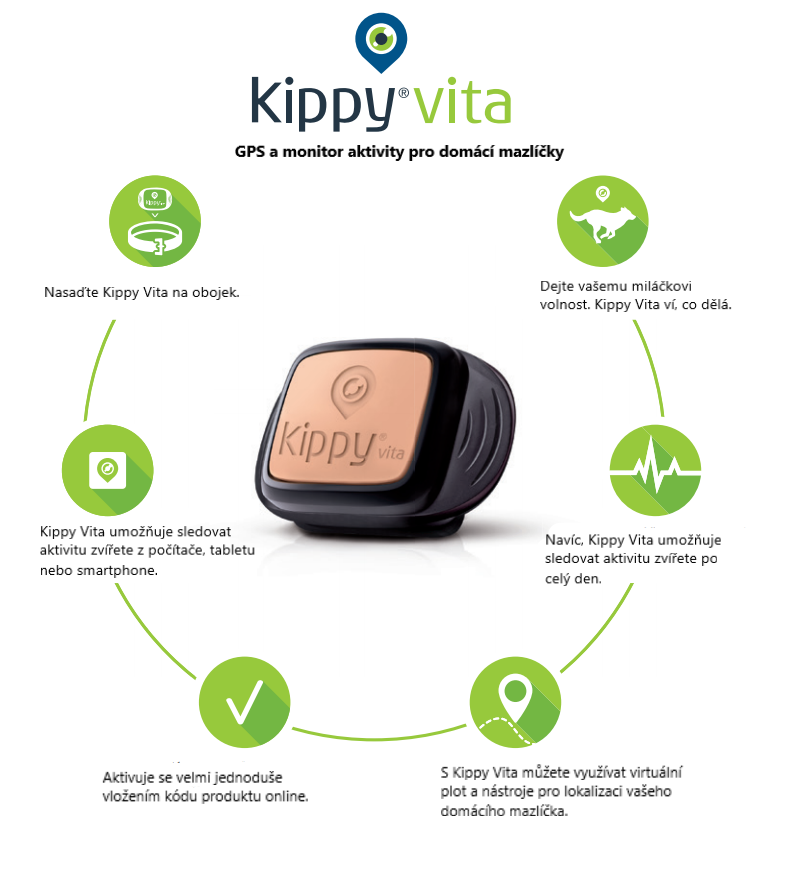 Kippy® vita
GPS a monitor aktivity pro domácí mazlíčky
Nasaďte Kippy Vita na obojek.
Dejte vašemu miláčkovi
volnost. Kippy Vita ví, co dělá.
Kippy®
vita
Kippy Vita umožňuje sledovat
aktivitu zvířete z počítače, tabletu
nebo smartphone.
Navíc, Kippy Vita umožňuje
sledovat aktivitu zvířete po
celý den.
Aktivuje se velmi jednoduše
vložením kódu produktu online.
S Kippy Vita můžete využívat virtuální
plot a nástroje pro lokalizaci vašeho
domácího mazlíčka.